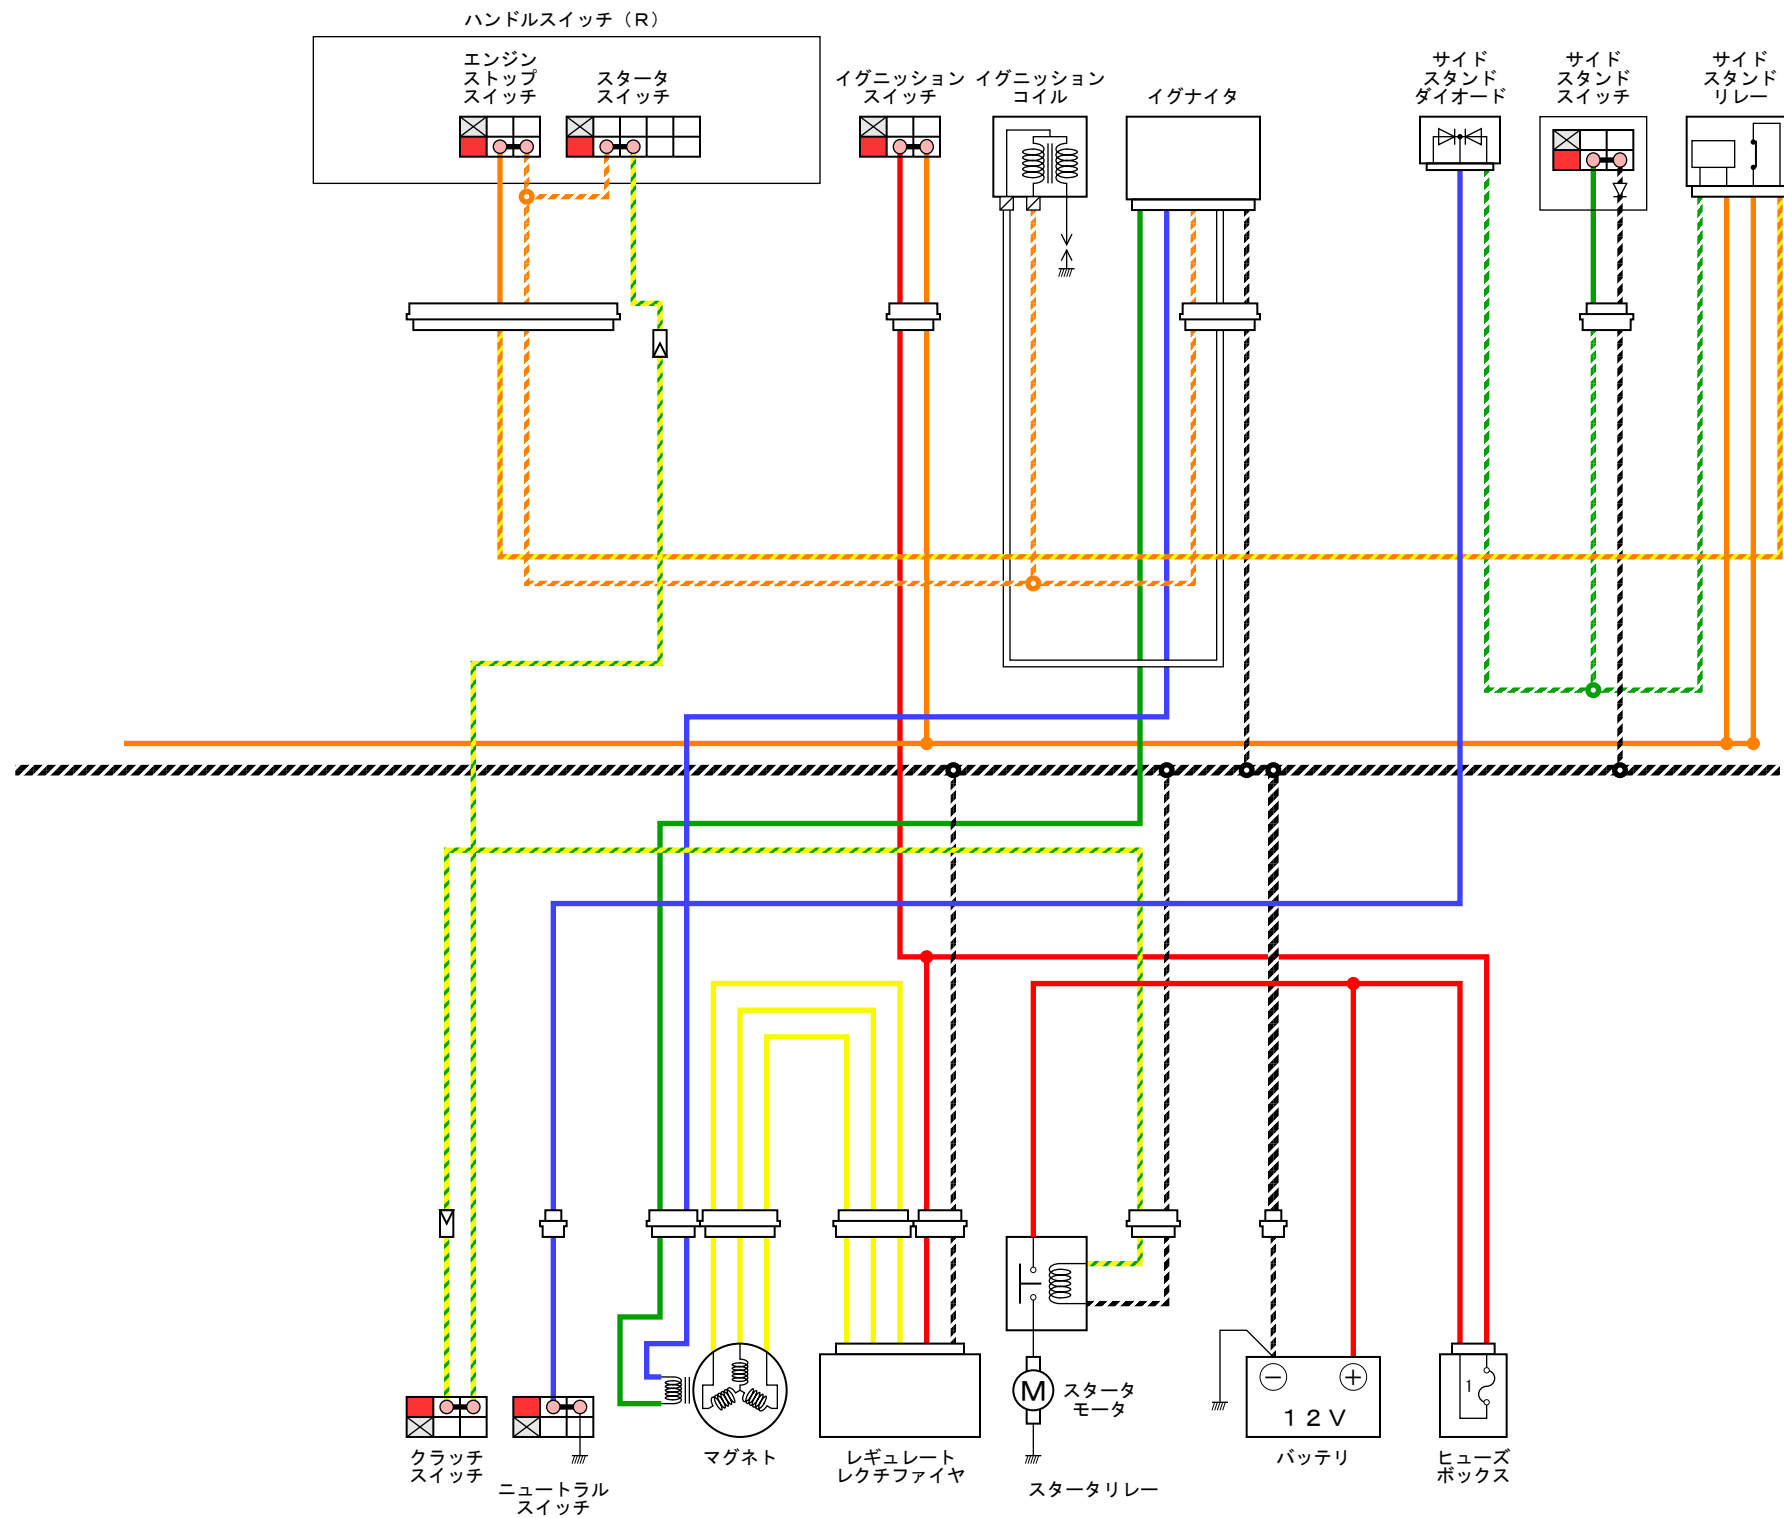 ハンドルスイッチ（R）
エンジン
ストップ
スイッチ
スタータ
スイッチ
イグニッション
スイッチ
イグニッション
コイル
イグナイタ
サイド
スタンド
ダイオード
サイド
スタンド
スイッチ
サイド
スタンド
リレー
M
スタータ
モータ
12V
1
クラッチ
スイッチ
ニュートラル
スイッチ
マグネト
レギュレート
レクチファイヤ
スタータリレー
バッテリ
ヒューズ
ボックス